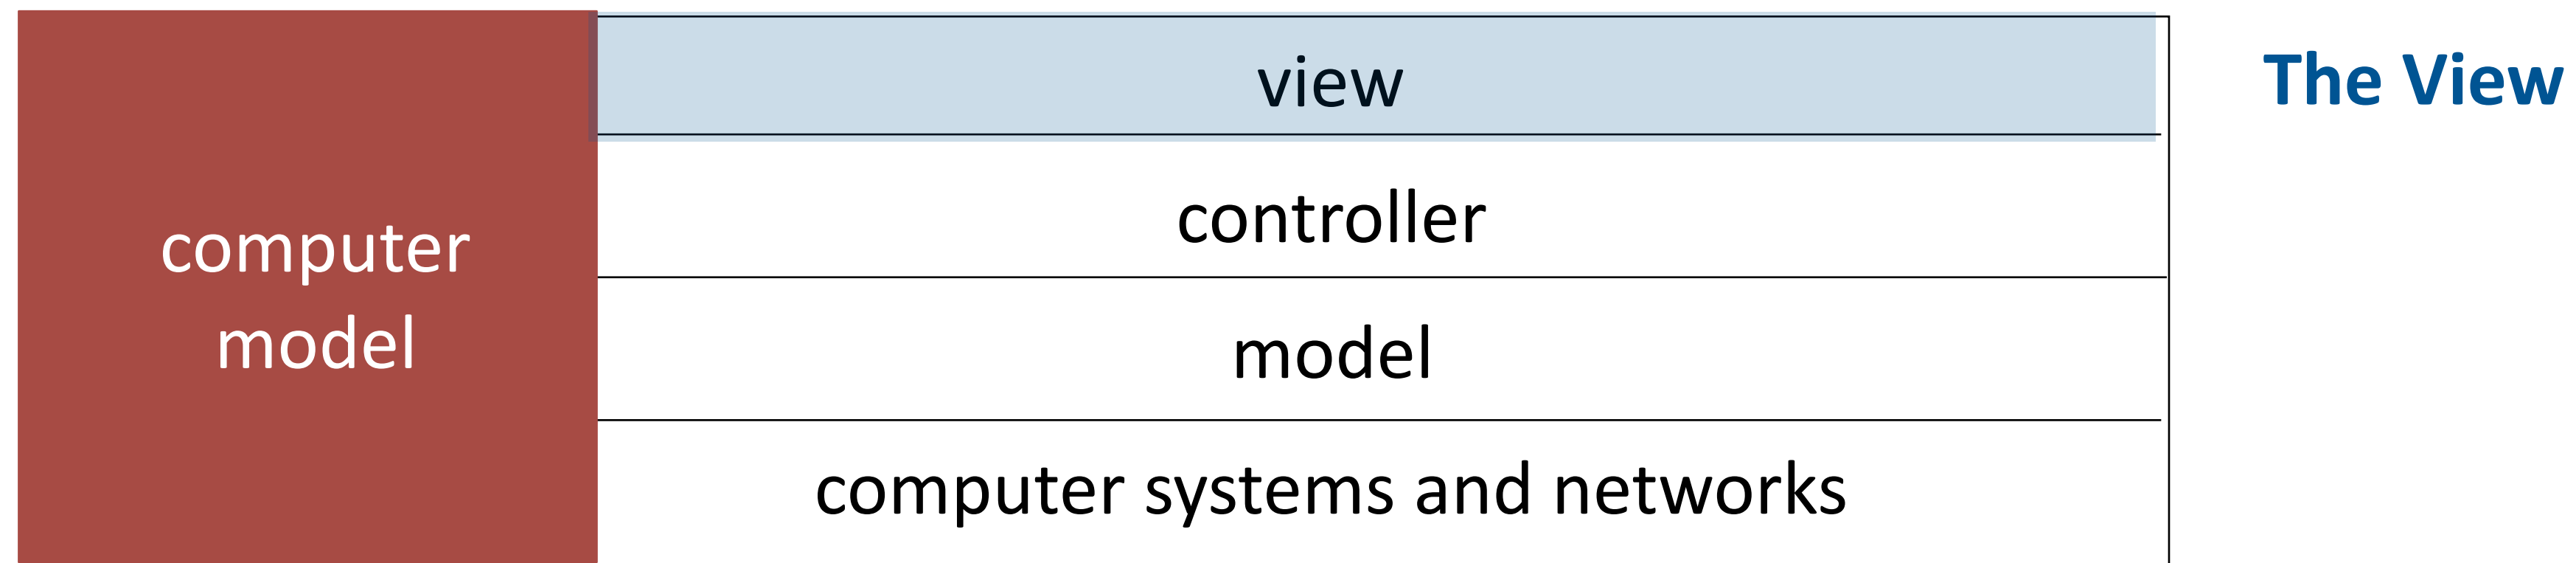 view
The View
controller
computer
model
model
computer systems and networks